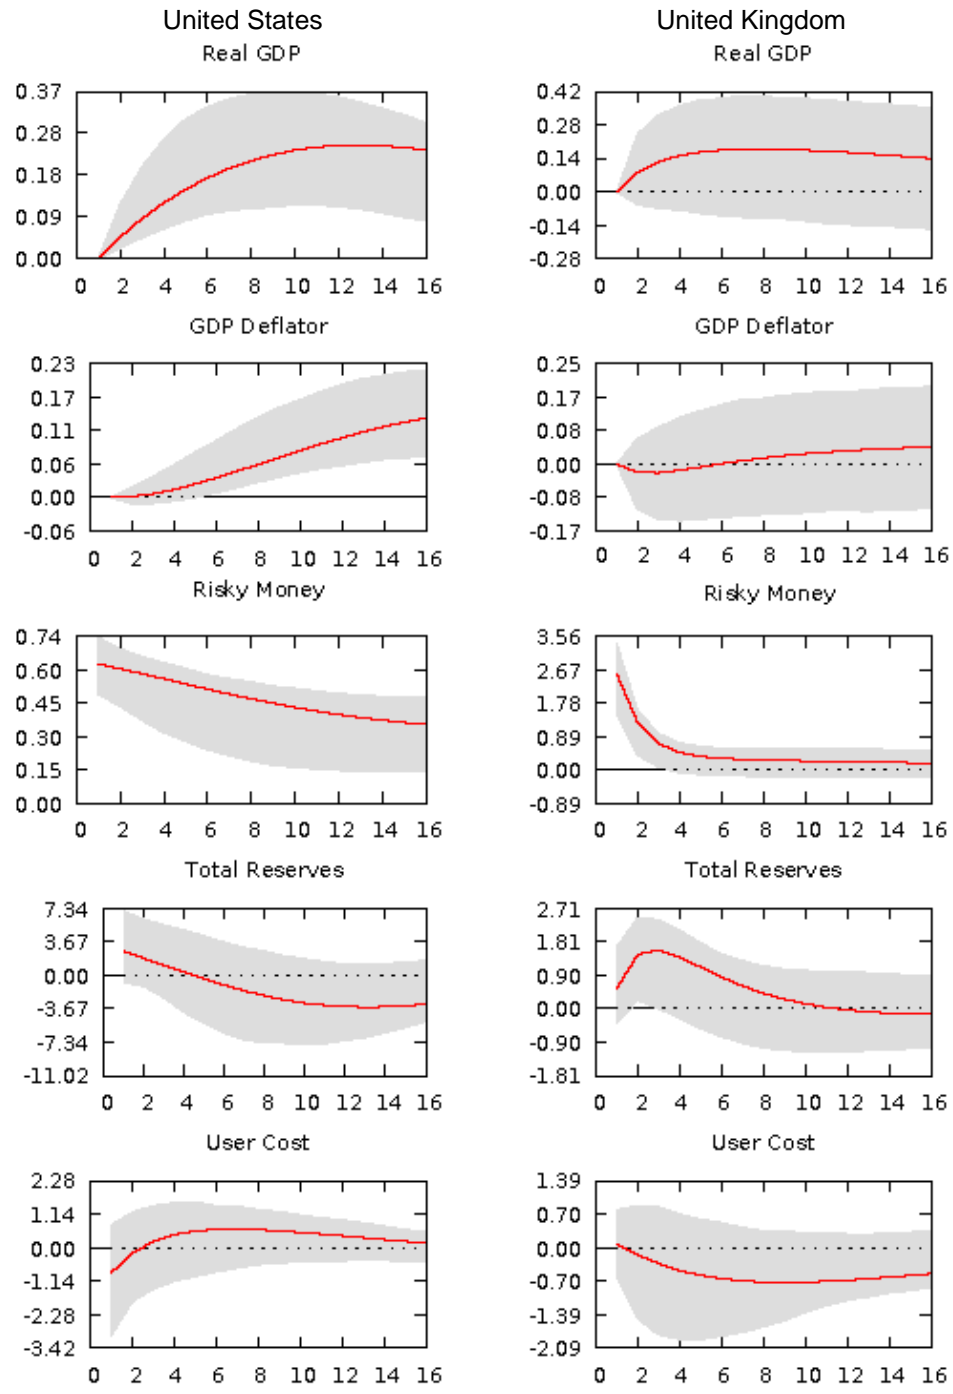 United States United Kingdom
Real GDP Real GDP
0.37 0.42
0.28 0.28
0.18 0.14
0.09 0.00
0.00 -0.14
-0.28
0 2 4 6 8 10 12 14 16 0 2 4 6 8 10 12 14 16
GDP Deflator GDP Deflator
0.23 0.25
0.17 0.17
0.11 0.08
0.06 0.00
0.00 -0.08
-0.06 -0.17
0 2 4 6 8 10 12 14 16 0 2 4 6 8 10 12 14 16
Risky Money Risky Money
0.74 3.56
0.60 2.67
0.45 1.78
0.30 0.89
0.15 0.00
0.00 -0.89
0 2 4 6 8 10 12 14 16 0 2 4 6 8 10 12 14 16
Total Reserves Total Reserves
7.34 2.71
3.67 1.81
0.00 0.90
-3.67 0.00
-7.34 -0.90
-11.02 -1.81
0 2 4 6 8 10 12 14 16 0 2 4 6 8 10 12 14 16
User Cost User Cost
2.28 1.39
1.14 0.70
0.00 0.00
-1.14 -0.70
-2.28 -1.39
-3.42 -2.09
0 2 4 6 8 10 12 14 16 0 2 4 6 8 10 12 14 16